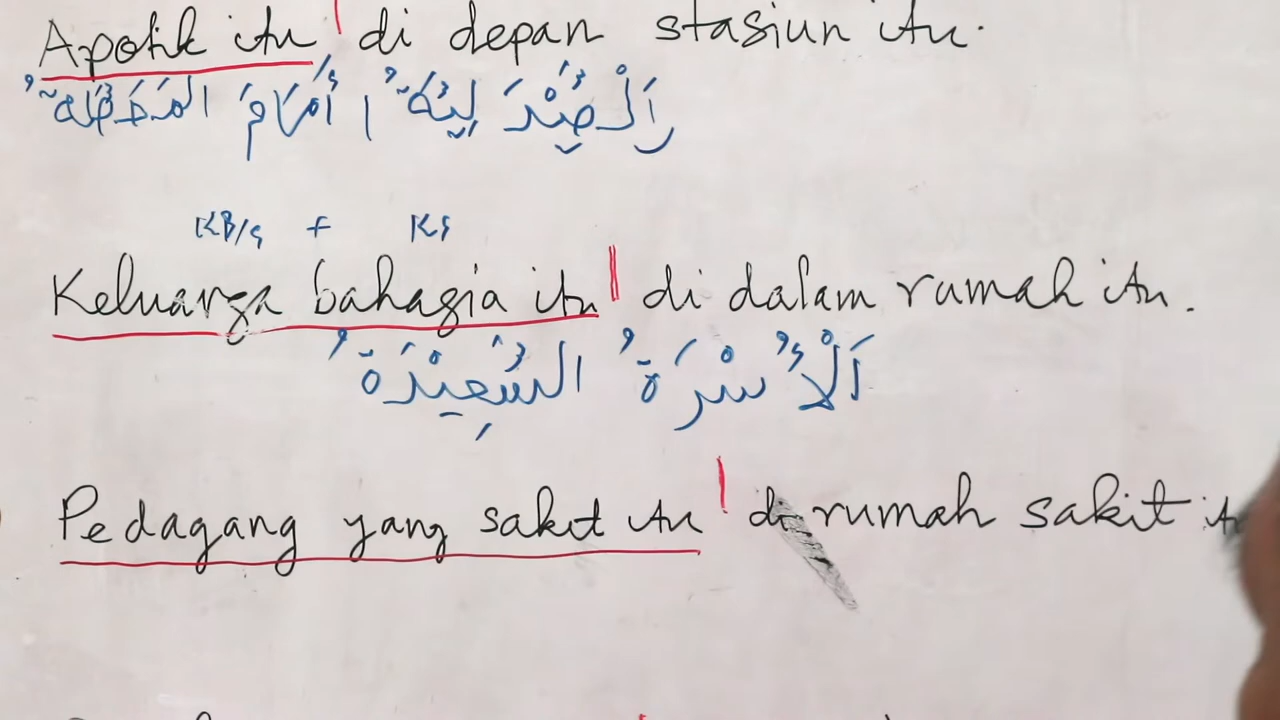 Apotik itu | di depan stasiun itu.
اَلصَّيْدَلِيَّةُ | أَمَامَ المَحَطَّةِ
KB/S + KS
Keluarga bahagia itu | di dalam rumah itu.
اَلْأُسْرَةُ السَّعِيْدَةُ
Pedagang yang sakit itu | di rumah sakit